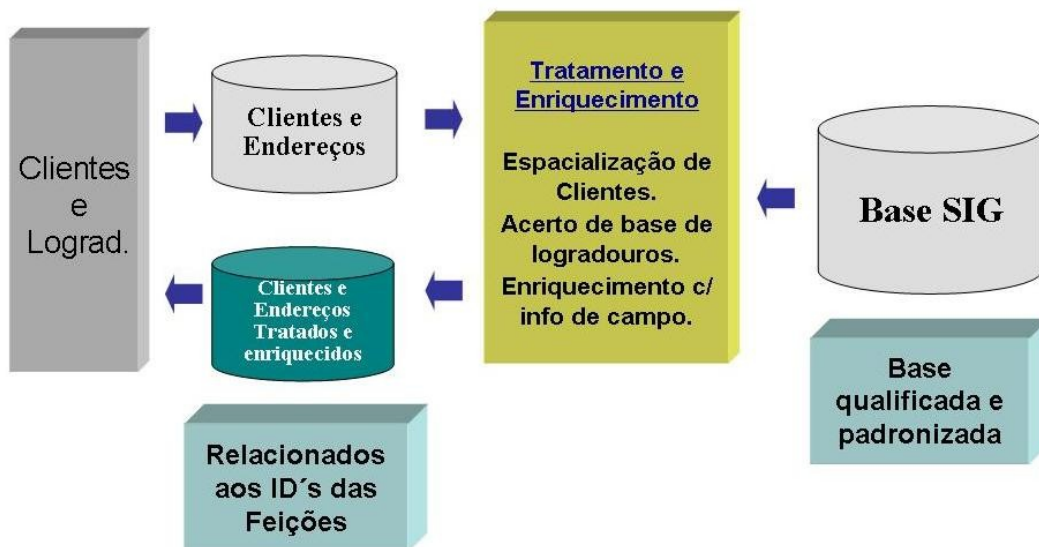 Clientes
e
Lograd.
Clientes e
Endereços
Clientes e
Endereços
Tratados e
enriquecidos
Relacionados
aos ID´s das
Feições
Tratamento e
Enriquecimento
Espacialização de
Clientes.
Acerto de base de
logradouros.
Enriquecimento c/
info de campo.
Base SIG
Base
qualificada e
padronizada